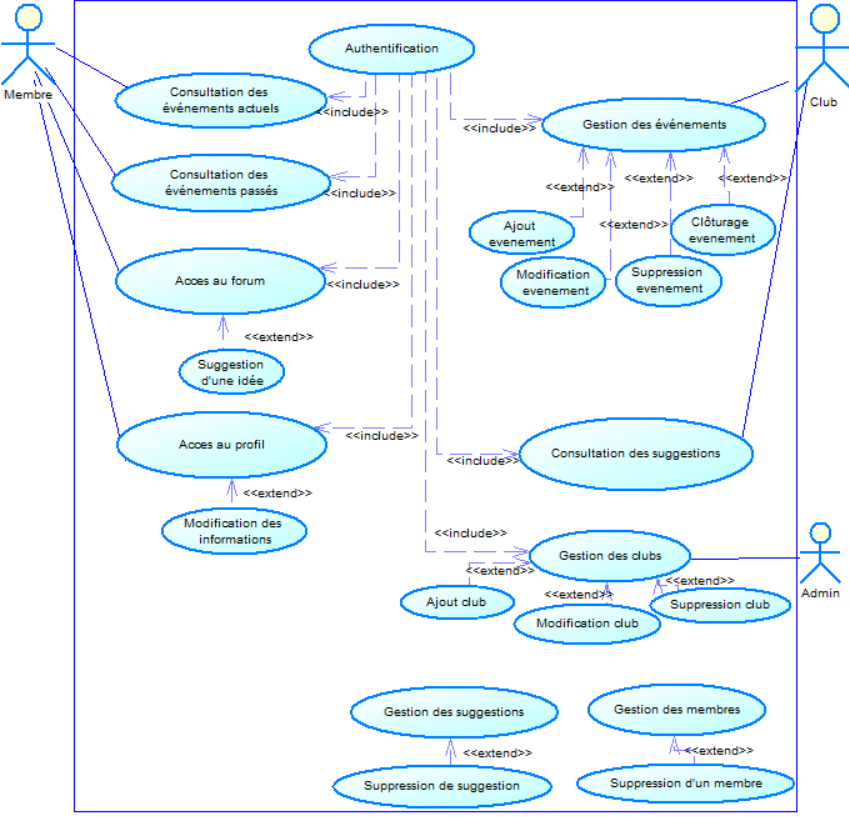 Authentification
Membre
Club
Consultation des
événements actuels
<<include>>
Gestion des événements
<<include>>
Consultation des
événements passés
<<include>>
<<extend>>
<<extend>>
<<extend>>
<<extend>>
Ajout
evenement
Clôturage
evenement
Modification
evenement
Suppression
evenement
Acces au forum
<<include>>
<<extend>>
Suggestion
d'une idée
Acces au profil
<<include>>
<<extend>>
Modification des
informations
Consultation des suggestions
<<include>>
<<include>>
Gestion des clubs
Admin
<<extend>>
<<extend>>
<<extend>>
Ajout club
Modification club
Suppression club
Gestion des suggestions
<<extend>>
Suppression de suggestion
Gestion des membres
<<extend>>
Suppression d'un membre